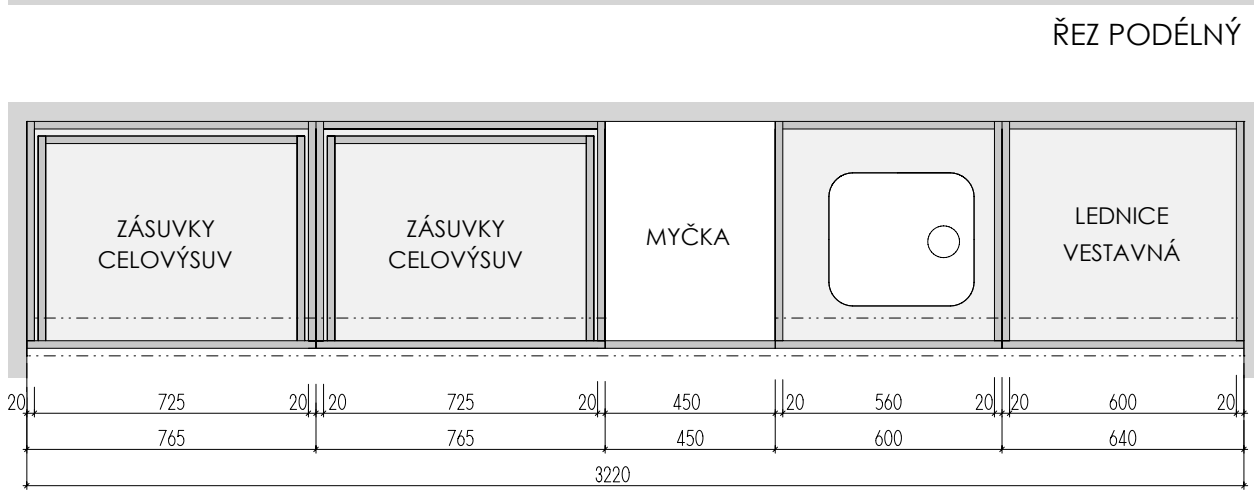 ŘEZ PODÉLNÝ
ZÁSUVKY
CELOVÝSUV
ZÁSUVKY
CELOVÝSUV
MYČKA
LEDNICE
VESTAVNÁ
20 725 20 20 725 20 450 20 560 20 20 600 20
765 765 450 600 640
3220